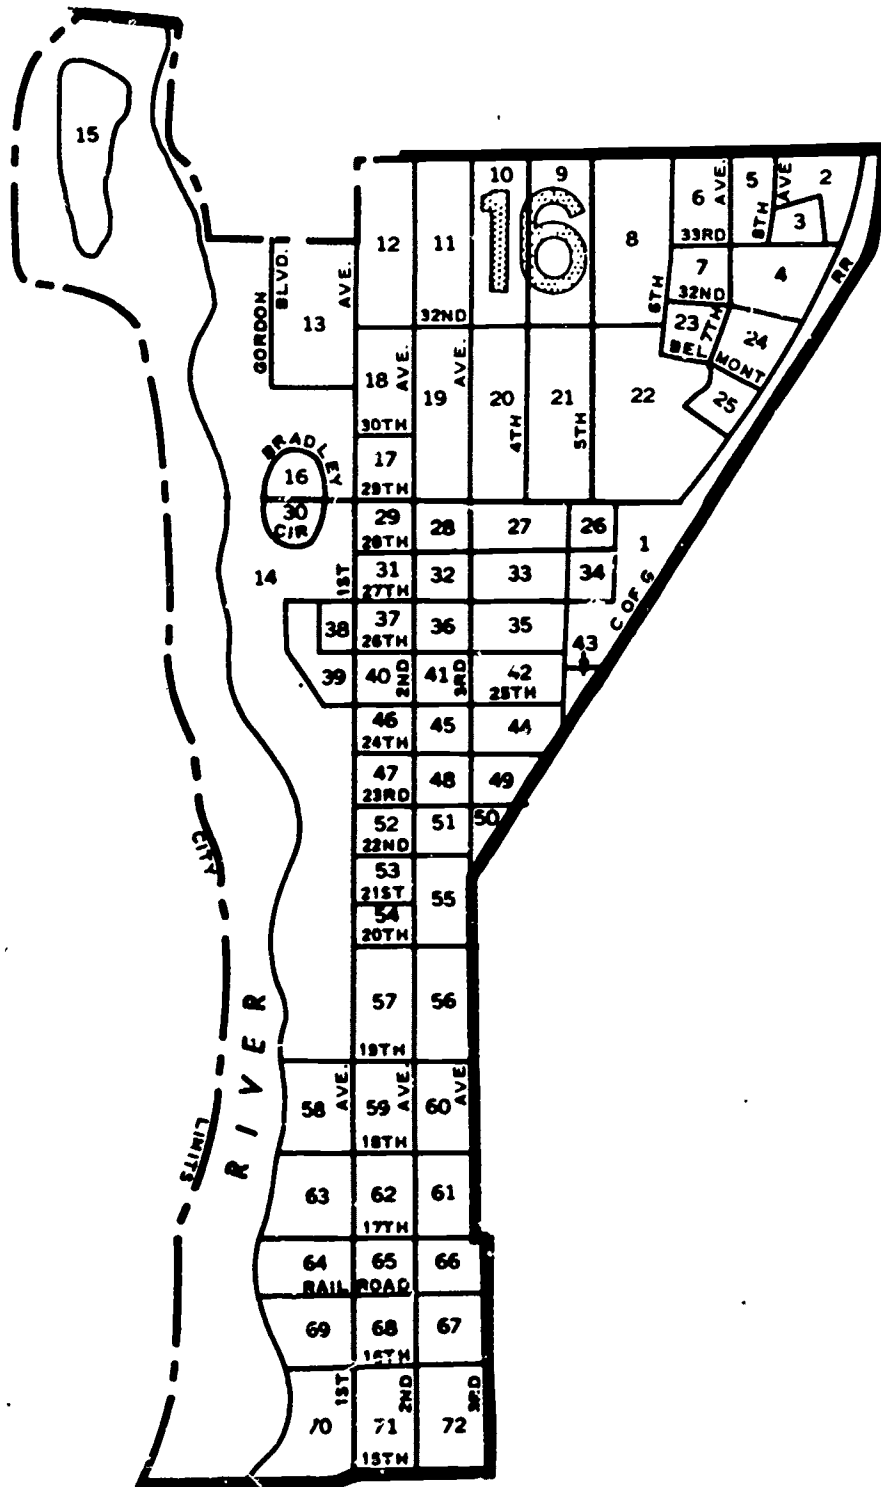 15
10
9
16
6
AVE.
5
8TH
AVE
2
3
33RD
12
11
8
GORDON
BLVD.
AVE.
13
32ND
6TH
7
32ND
4
RR
23
7TH
24
BEL
MONT
25
18
AVE.
19
AVE.
20
4TH
21
5TH
22
30TH
BRADLEY
16
17
29TH
30
CIR
29
28TH
28
27
26
1
14
1ST
31
27TH
32
33
34
C OF G
38
37
26TH
36
35
43
39
40
2ND
41
3RD
42
25TH
46
24TH
45
44
47
23RD
48
49
CITY
52
22ND
51
50
53
21ST
55
54
20TH
57
56
RIVER
19TH
58
AVE.
59
AVE.
60
AVE
18TH
LIMITS
63
62
61
17TH
64
65
66
RAILROAD
69
68
67
16TH
70
1ST
71
2ND
72
3RD
15TH